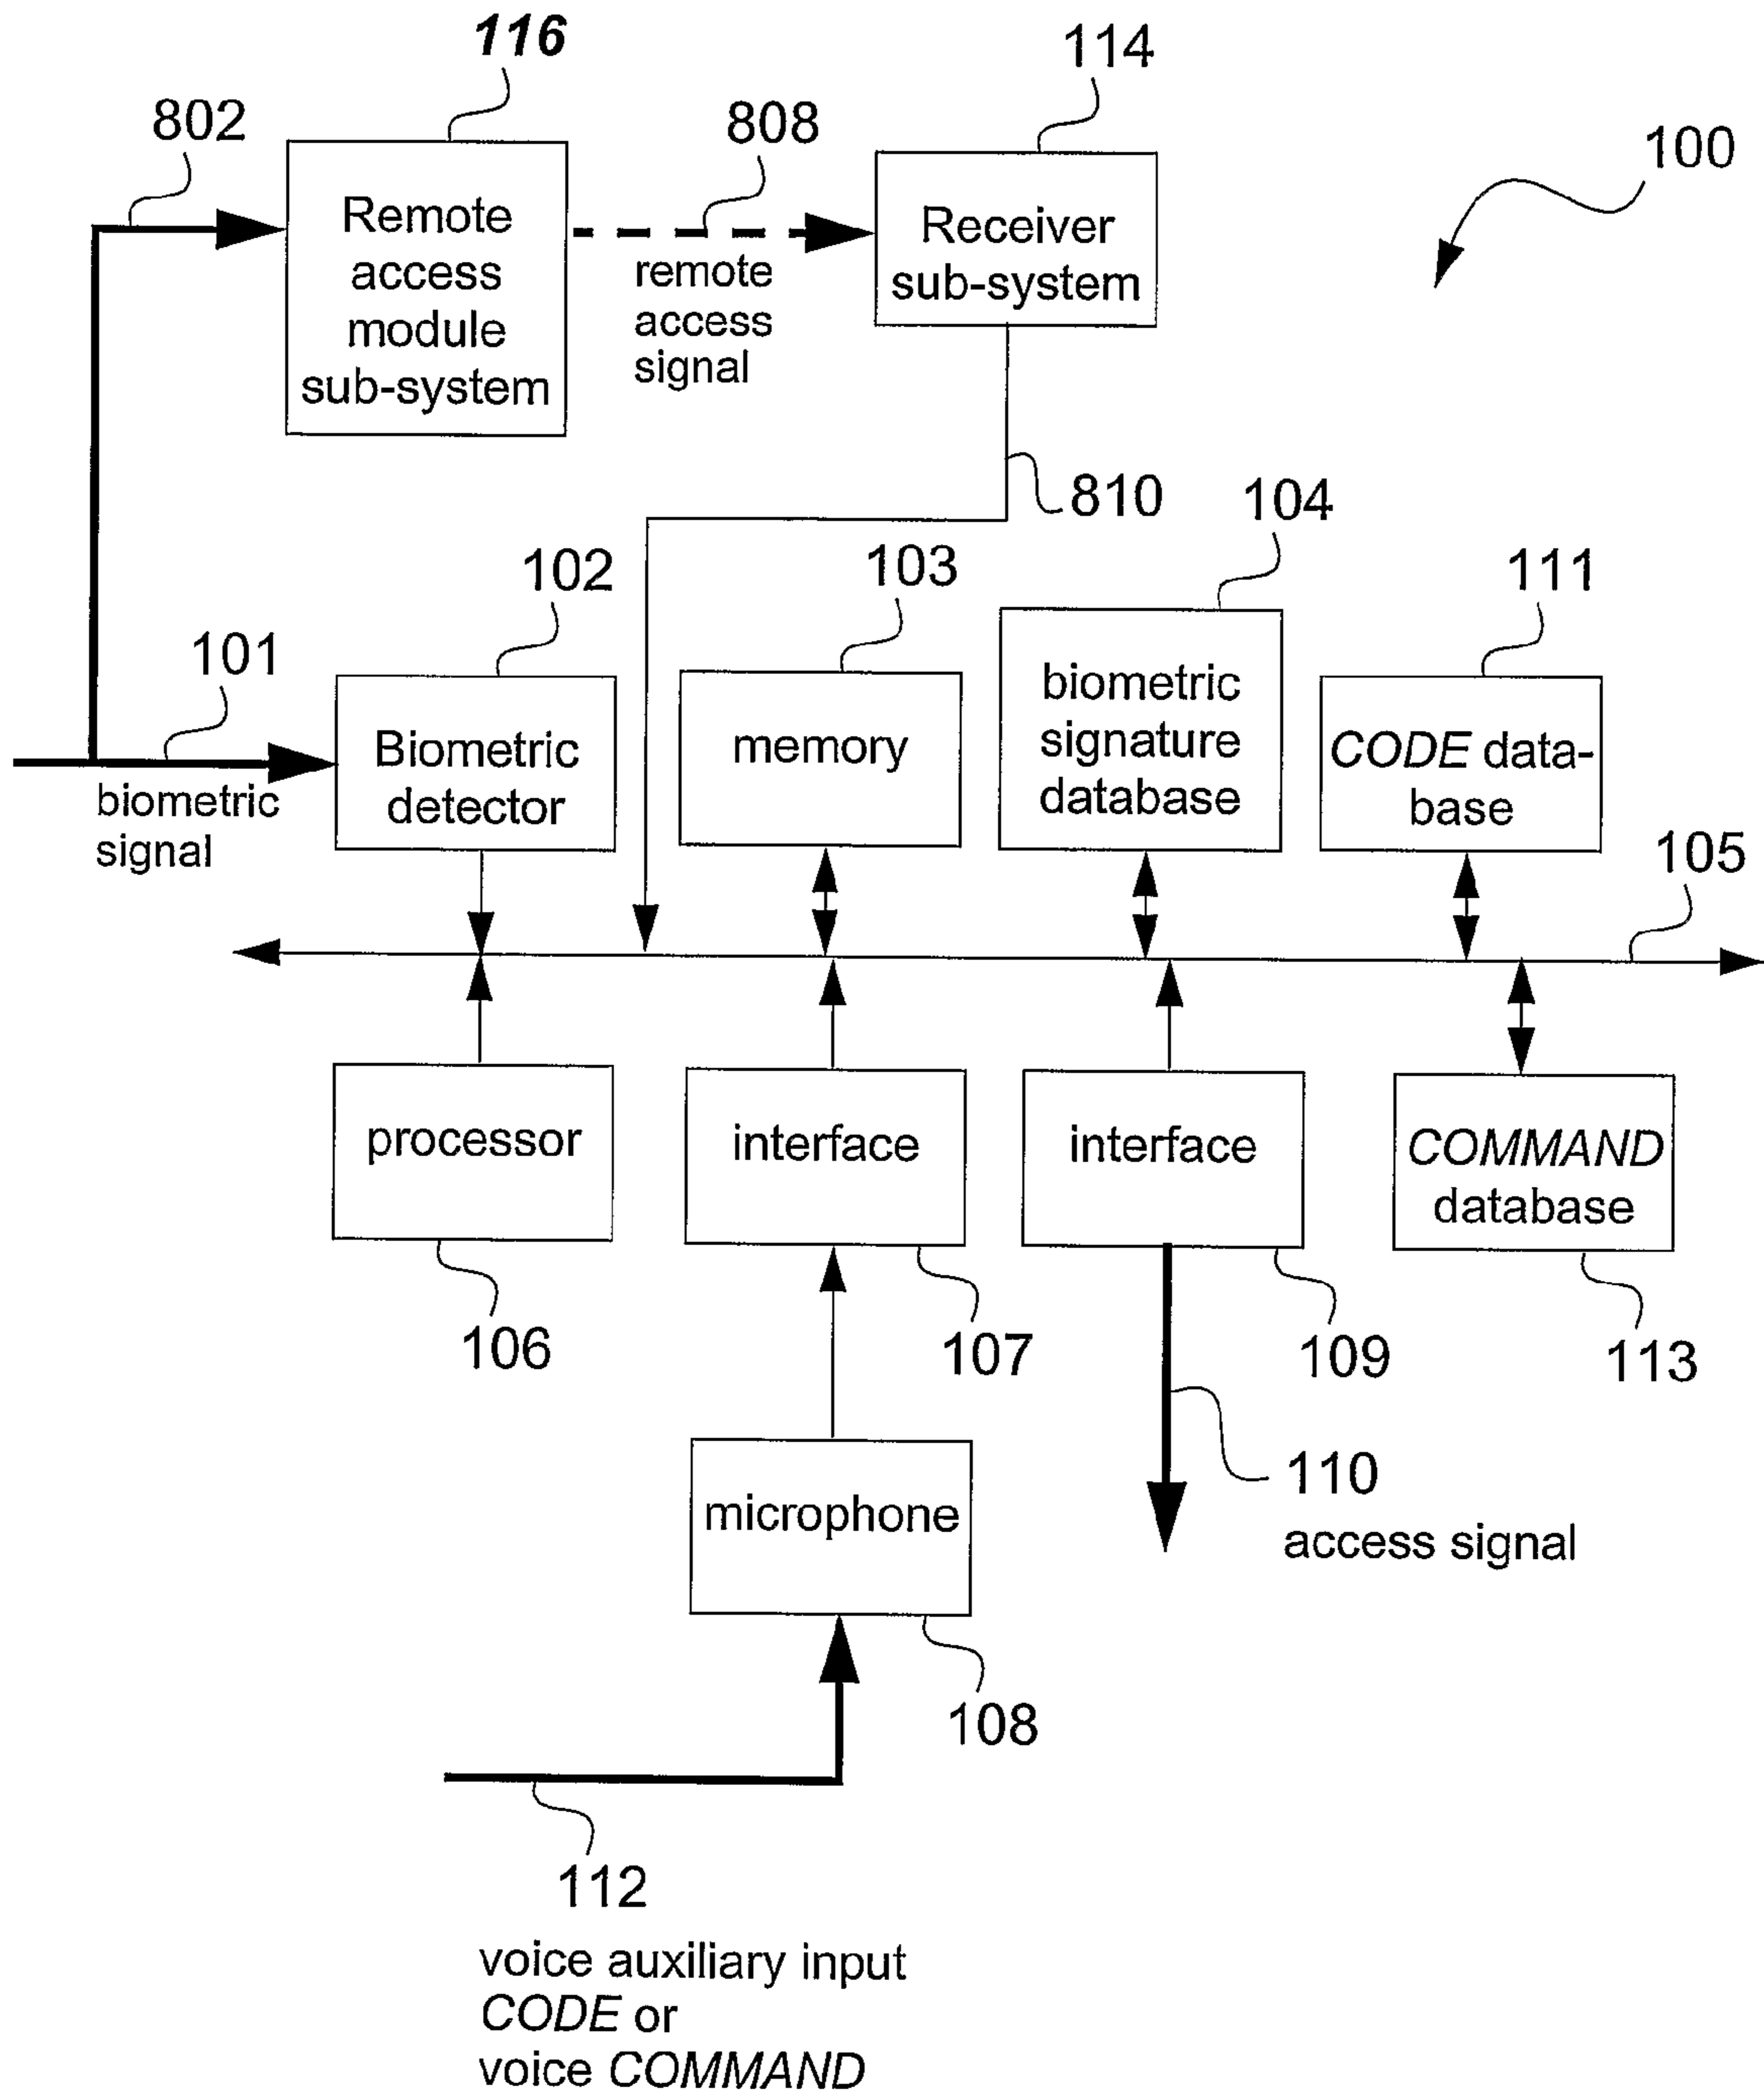 116
114
802
808
100
Remote
access
module
sub-system
Receiver
sub-system
remote
access
signal
810
104
102
103
111
101
biometric
signature
database
Biometric
detector
memory
CODE data-
base
biometric
signal
105
processor
interface
interface
COMMAND
database
106
107
109
113
110
access signal
microphone
108
112
voice auxiliary input
CODE or
voice COMMAND